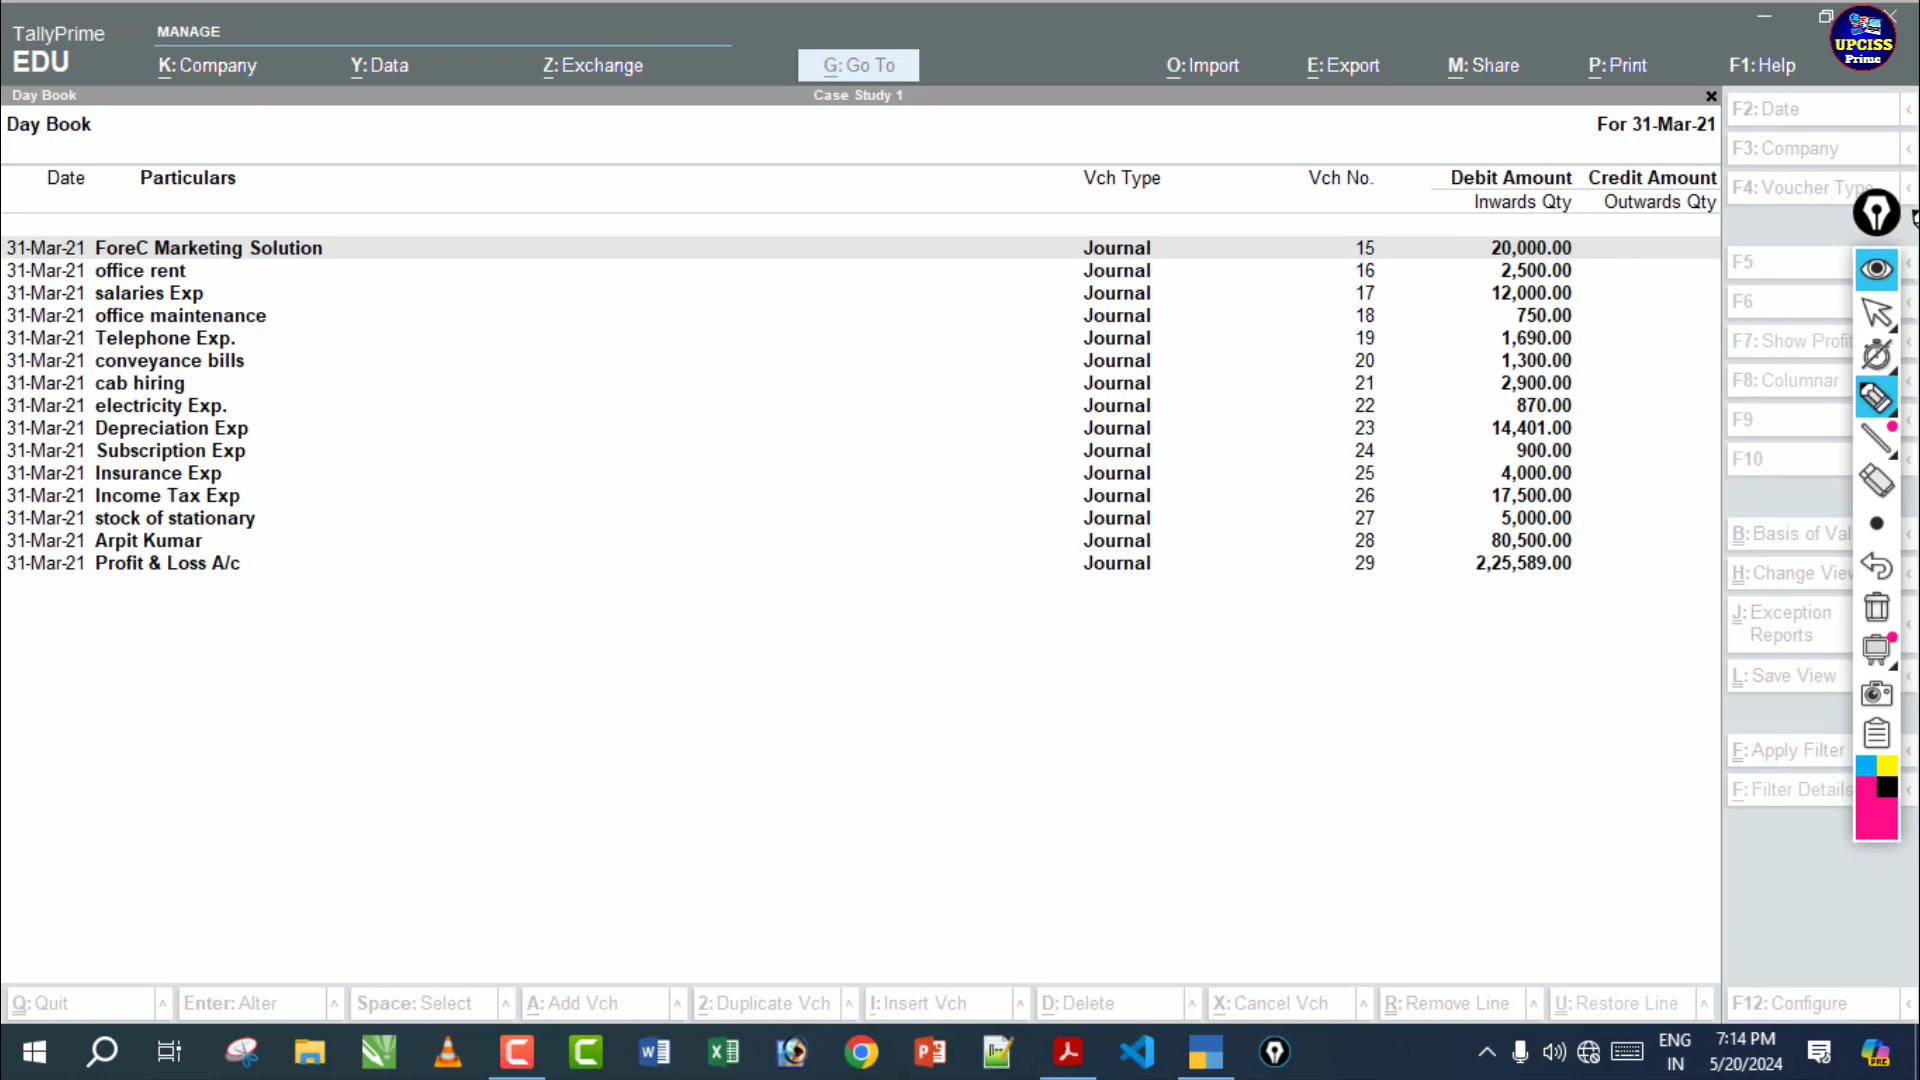 TallyPrime
EDU
MANAGE
K: Company
Y: Data
Z: Exchange
G: Go To
O: Import
E: Export
M: Share
P: Print
F1: Help
UPCISS
Prime
Day Book
Case Study 1
Day Book
For 31-Mar-21
Date Particulars Vch Type Vch No. Debit Amount Credit Amount
Inwards Qty Outwards Qty
31-Mar-21 ForeC Marketing Solution Journal 15 20,000.00
31-Mar-21 office rent Journal 16 2,500.00
31-Mar-21 salaries Exp Journal 17 12,000.00
31-Mar-21 office maintenance Journal 18 750.00
31-Mar-21 Telephone Exp. Journal 19 1,690.00
31-Mar-21 conveyance bills Journal 20 1,300.00
31-Mar-21 cab hiring Journal 21 2,900.00
31-Mar-21 electricity Exp. Journal 22 870.00
31-Mar-21 Depreciation Exp Journal 23 14,401.00
31-Mar-21 Subscription Exp Journal 24 900.00
31-Mar-21 Insurance Exp Journal 25 4,000.00
31-Mar-21 Income Tax Exp Journal 26 17,500.00
31-Mar-21 stock of stationary Journal 27 5,000.00
31-Mar-21 Arpit Kumar Journal 28 80,500.00
31-Mar-21 Profit & Loss A/c Journal 29 2,25,589.00
F2: Date
F3: Company
F4: Voucher Type
F5
F6
F7: Show Profi
F8: Columnar
F9
F10
B: Basis of Val
H: Change Vie
J: Exception
Reports
L: Save View
F: Apply Filter
F: Filter Details
Q: Quit
Enter: Alter
Space: Select
A: Add Vch
2: Duplicate Vch
I: Insert Vch
D: Delete
X: Cancel Vch
R: Remove Line
U: Restore Line
F12: Configure
ENG
IN
7:14 PM
5/20/2024
PRE